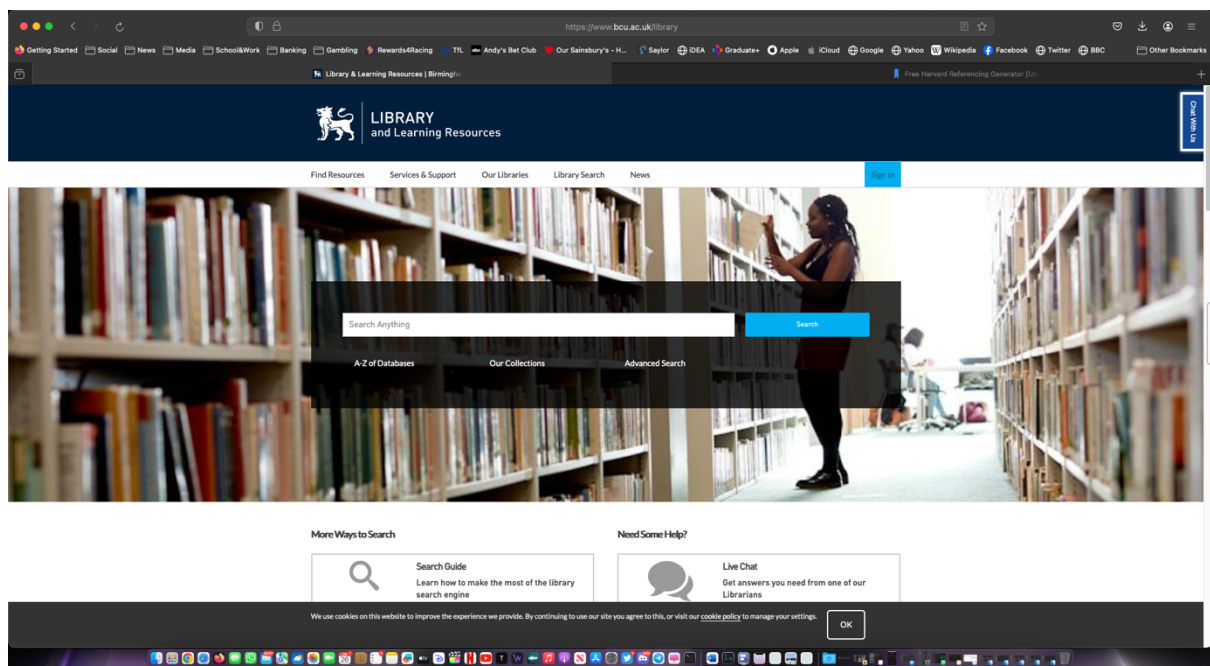 https://www.bcu.ac.uk/library
Getting Started Social News Media School&Work Banking Gambling Rewards4Racing TfL Andy's Bet Club Our Sainsbury's - H... Saylor iDEA Graduate+ Apple iCloud Google Yahoo Wikipedia Facebook Twitter BBC Other Bookmarks
Library & Learning Resources | Birmingh
Free Harvard Referencing Generator [Up
LIBRARY
and Learning Resources
Chat With Us
Find Resources Services & Support Our Libraries Library Search News Sign In
Search Anything Search
A-Z of Databases Our Collections Advanced Search
More Ways to Search Need Some Help?
Search Guide
Learn how to make the most of the library
search engine
Live Chat
Get answers you need from one of our
Librarians
We use cookies on this website to improve the experience we provide. By continuing to use our site you agree to this, or visit our cookie policy to manage your settings.
OK